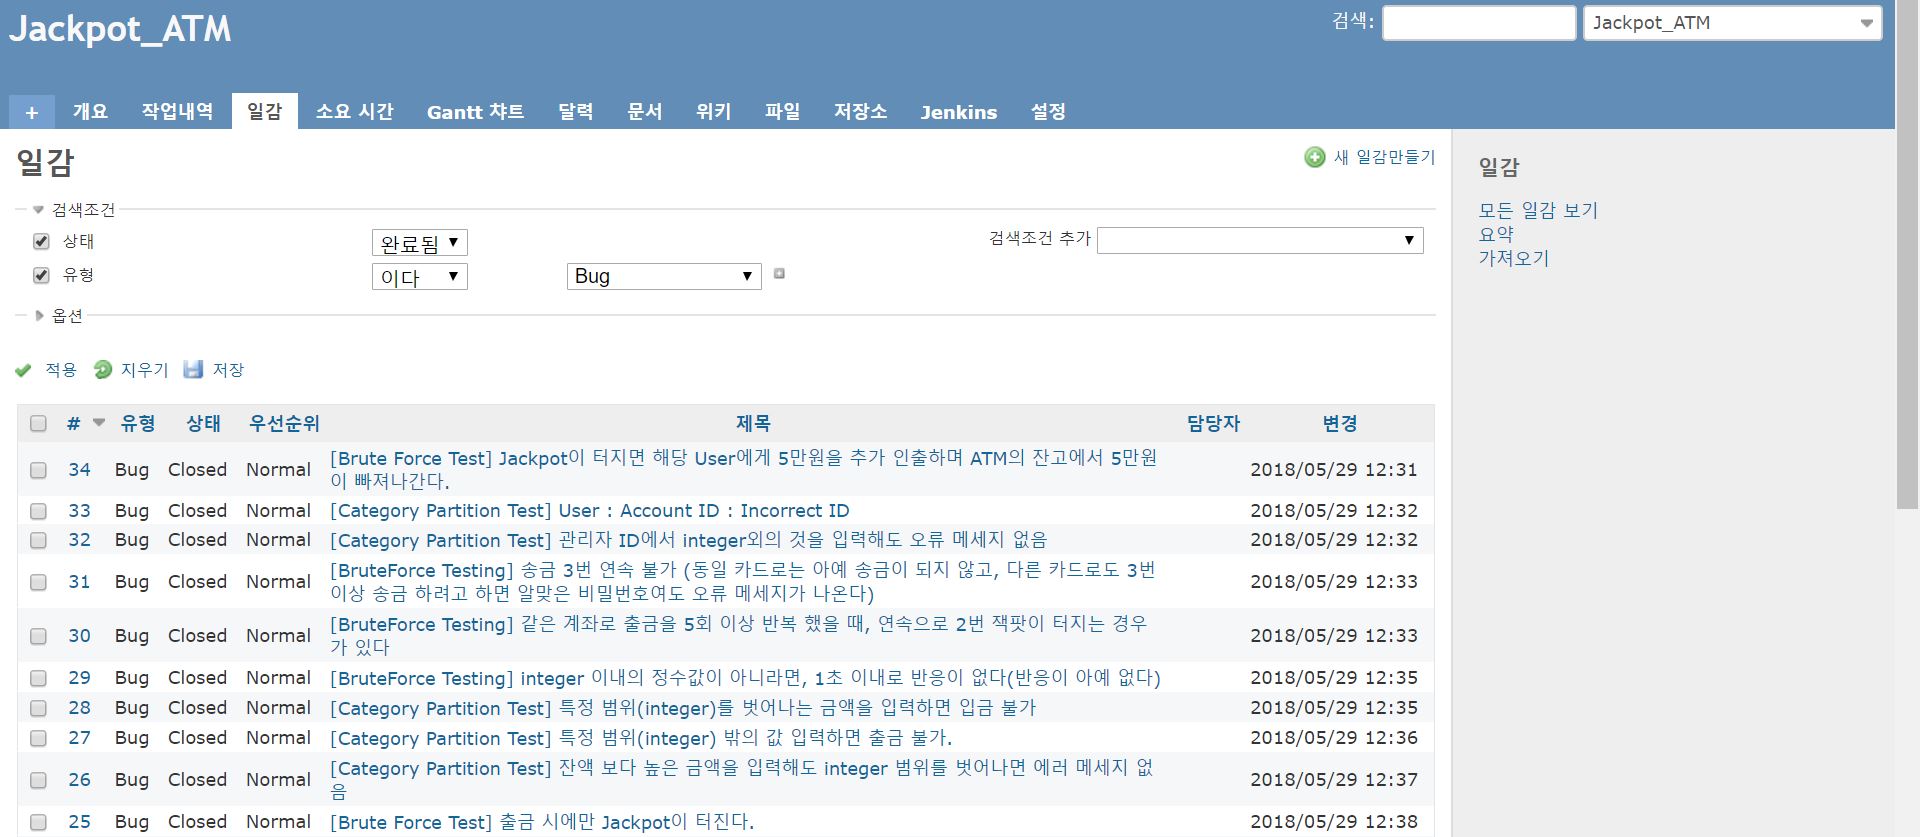 Jackpot_ATM
검색:
Jackpot_ATM
+ 개요 작업내역 일감 소요 시간 Gantt 챠트 달력 문서 위키 파일 저장소 Jenkins 설정
일감
새 일감만들기
검색조건
상태 완료됨 검색조건 추가
유형 이다 Bug
옵션
적용 지우기 저장
# 유형 상태 우선순위 제목 담당자 변경
34 Bug Closed Normal [Brute Force Test] Jackpot이 터지면 해당 User에게 5만원을 추가 인출하며 ATM의 잔고에서 5만원
이 빠져나간다. 2018/05/29 12:31
33 Bug Closed Normal [Category Partition Test] User : Account ID : Incorrect ID 2018/05/29 12:32
32 Bug Closed Normal [Category Partition Test] 관리자 ID에서 integer외의 것을 입력해도 오류 메세지 없음 2018/05/29 12:32
31 Bug Closed Normal [BruteForce Testing] 송금 3번 연속 불가 (동일 카드로는 아예 송금이 되지 않고, 다른 카드로도 3번
이상 송금 하려고 하면 알맞은 비밀번호여도 오류 메세지가 나온다) 2018/05/29 12:33
30 Bug Closed Normal [BruteForce Testing] 같은 계좌로 출금을 5회 이상 반복 했을 때, 연속으로 2번 잭팟이 터지는 경우
가 있다 2018/05/29 12:33
29 Bug Closed Normal [BruteForce Testing] integer 이내의 정수값이 아니라면, 1초 이내로 반응이 없다(반응이 아예 없다) 2018/05/29 12:35
28 Bug Closed Normal [Category Partition Test] 특정 범위(integer)를 벗어나는 금액을 입력하면 입금 불가 2018/05/29 12:35
27 Bug Closed Normal [Category Partition Test] 특정 범위(integer) 밖의 값 입력하면 출금 불가. 2018/05/29 12:36
26 Bug Closed Normal [Category Partition Test] 잔액 보다 높은 금액을 입력해도 integer 범위를 벗어나면 에러 메세지 없
음 2018/05/29 12:37
25 Bug Closed Normal [Brute Force Test] 출금 시에만 Jackpot이 터진다. 2018/05/29 12:38
일감
모든 일감 보기
요약
가져오기